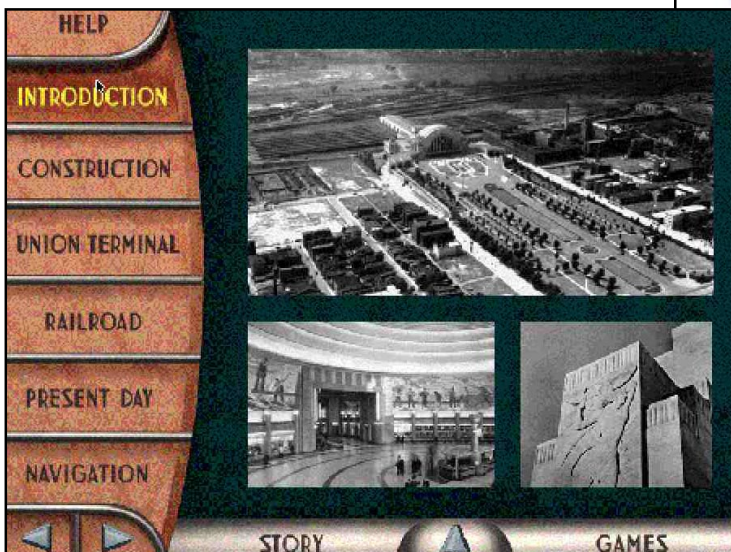 HELP
INTRODUCTION
CONSTRUCTION
UNION TERMINAL
RAILROAD
PRESENT DAY
NAVIGATION
STORY
GAMES